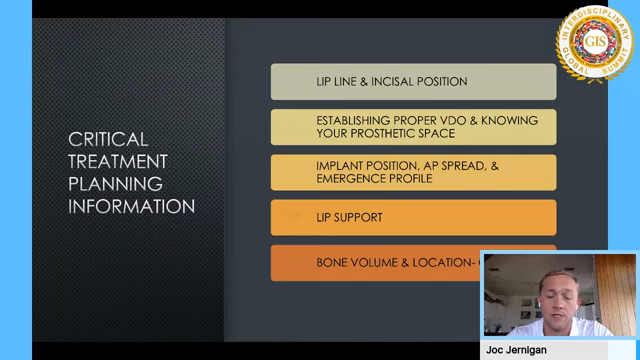 INTERDISCIPLINARY
GIS
GLOBAL SUMMIT
CRITICAL
TREATMENT
PLANNING
INFORMATION
LIP LINE & INCISAL POSITION
ESTABLISHING PROPER VDO & KNOWING
YOUR PROSTHETIC SPACE
IMPLANT POSITION, AP SPREAD, &
EMERGENCE PROFILE
LIP SUPPORT
BONE VOLUME & LOCATION-
Joc Jernigan